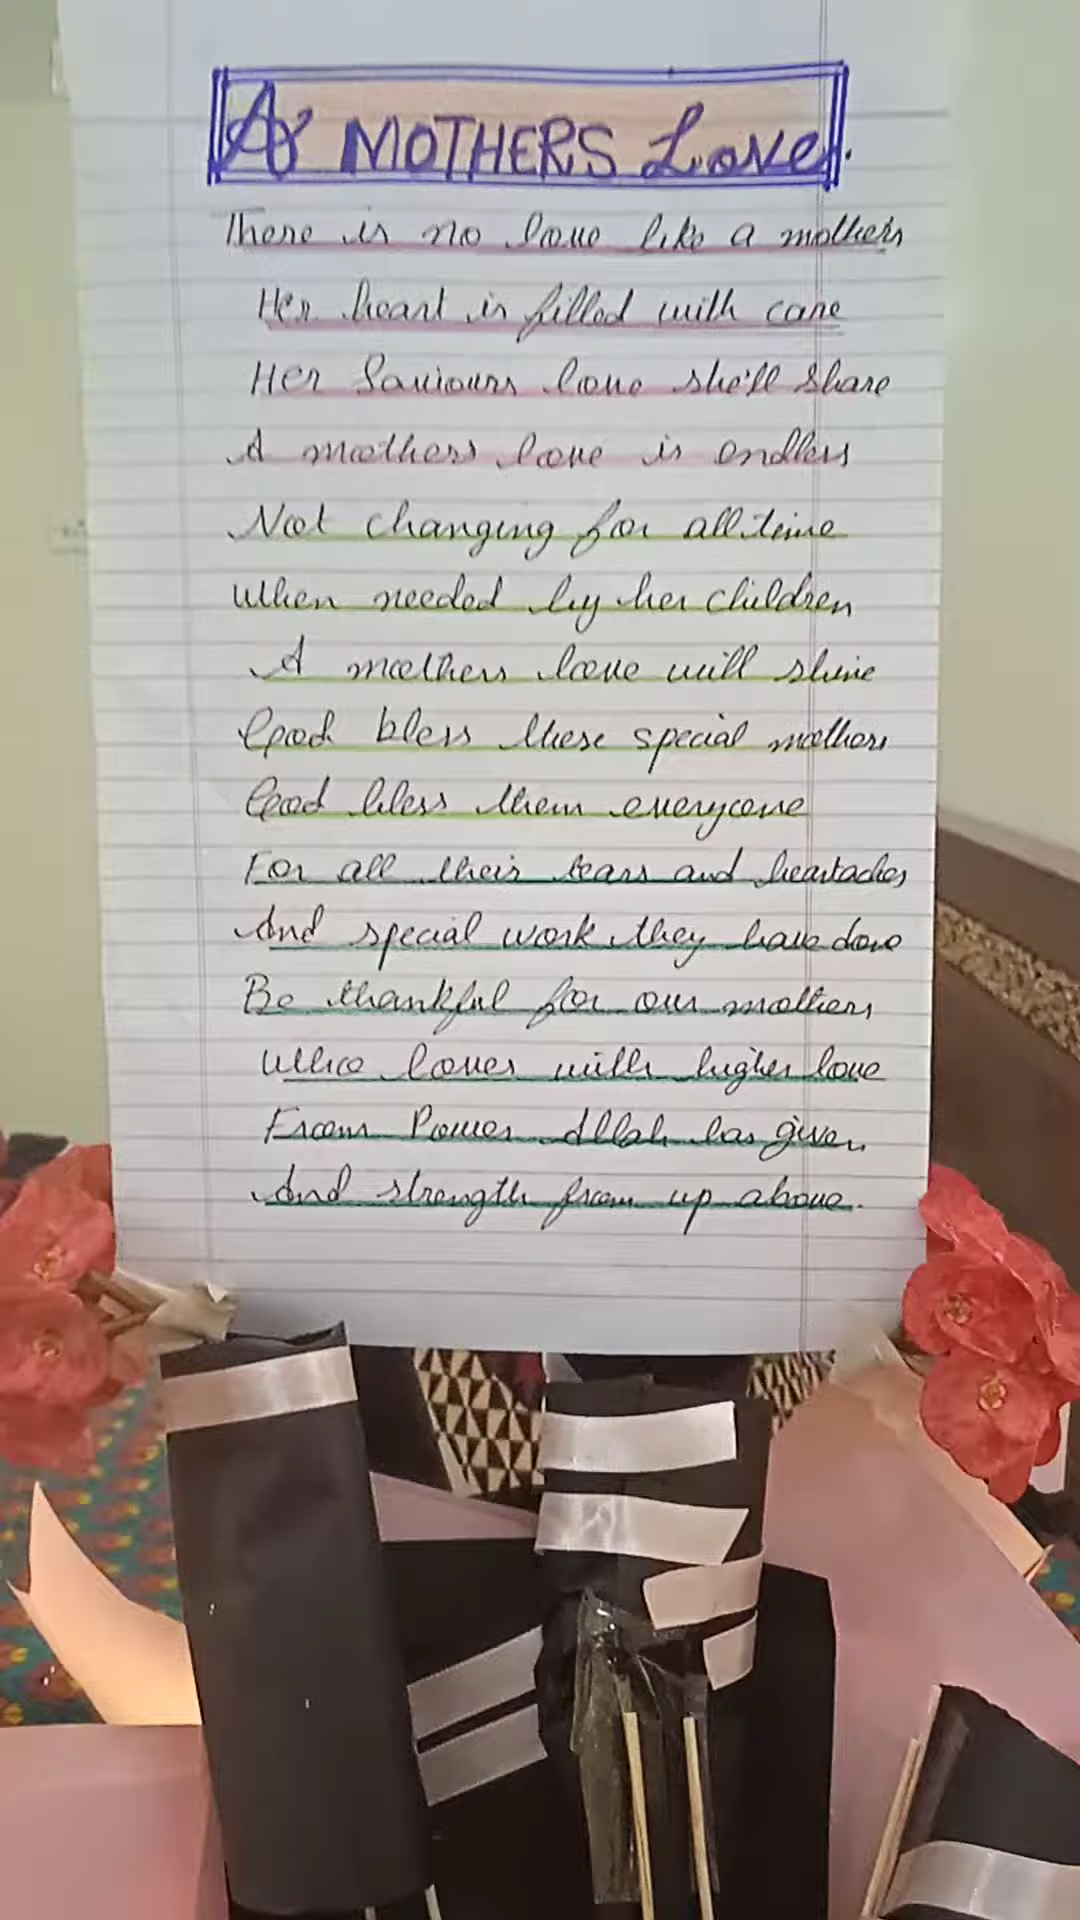 A MOTHERS Love.
There is no love like a mother's
Her heart is filled with care
Her Saviours love she'll share
A mothers love is endless
Not changing for all time
When needed by her children
A mothers love will shine
God bless these special mothers
God bless them everyone
For all their tears and heartaches
And special work they have done
Be thankful for our mothers
Who loves with higher love
From Power Allah has given
And strength from up above.